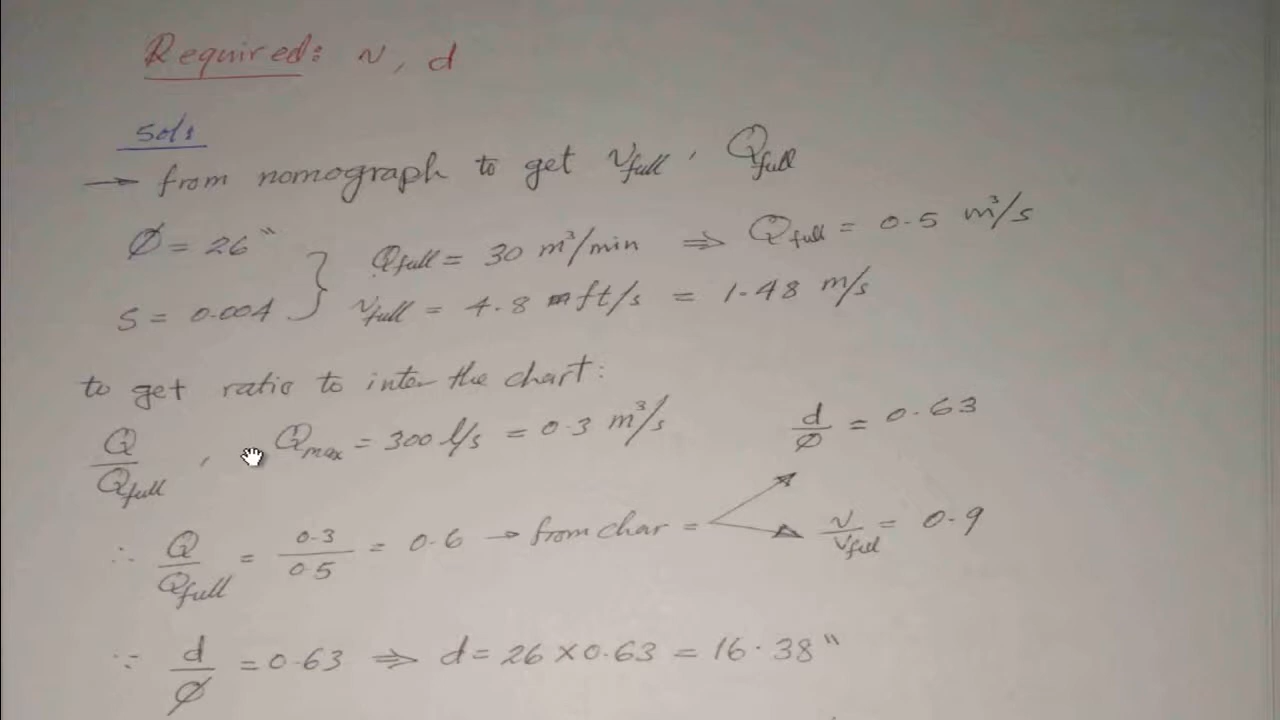 Required: v, d
Sol:
→ from nomograph to get vfull, Qfull
Ø = 26" } Qfull = 30 m³/min ⇒ Qfull = 0.5 m³/s
S = 0.004 } vfull = 4.8 ft/s = 1.48 m/s
to get ratio to inter the chart:
Q/Qfull , Qmax = 300 l/s = 0.3 m³/s
d/Ø = 0.63
∴ Q/Qfull = 0.3/0.5 = 0.6 → from char = v/vfull = 0.9
∵ d/Ø = 0.63 ⇒ d = 26 × 0.63 = 16.38"